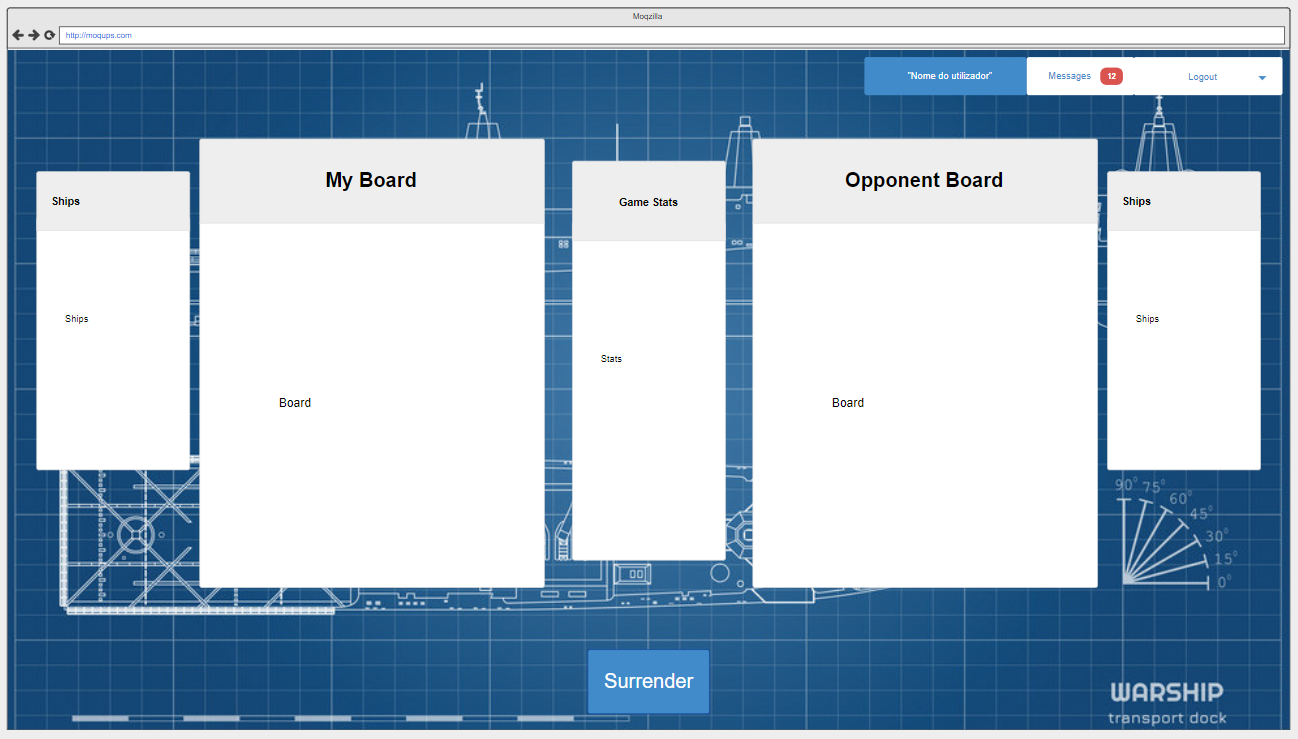 Moqzilla
http://moqups.com
"Nome do utilizador"
Messages 12
Logout
Ships
Ships
My Board
Board
Game Stats
Stats
Opponent Board
Board
Ships
Ships
90°
75°
60°
45°
30°
15°
0°
Surrender
WARSHIP
transport dock